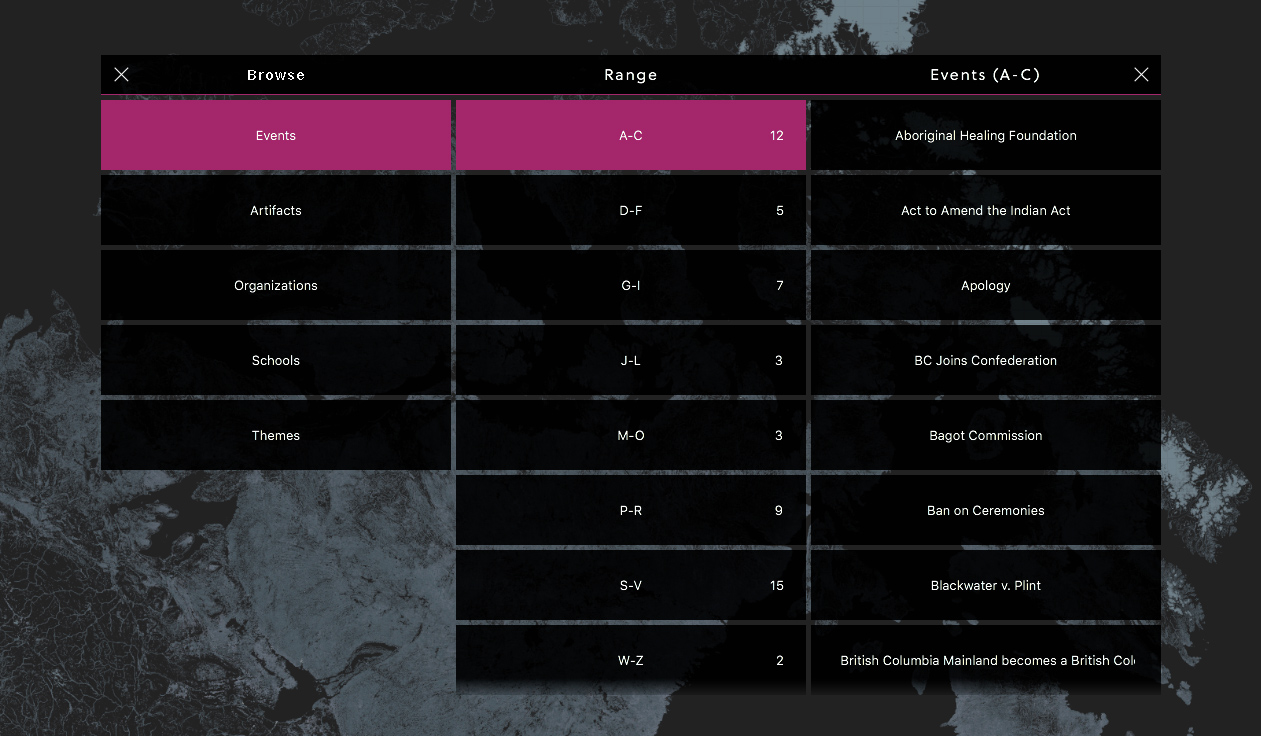 Browse
Range
Events (A-C)
Events
A-C 12
Aboriginal Healing Foundation
Artifacts
D-F 5
Act to Amend the Indian Act
Organizations
G-I 7
Apology
Schools
J-L 3
BC Joins Confederation
Themes
M-O 3
Bagot Commission
P-R 9
Ban on Ceremonies
S-V 15
Blackwater v. Plint
W-Z 2
British Columbia Mainland becomes a British Col